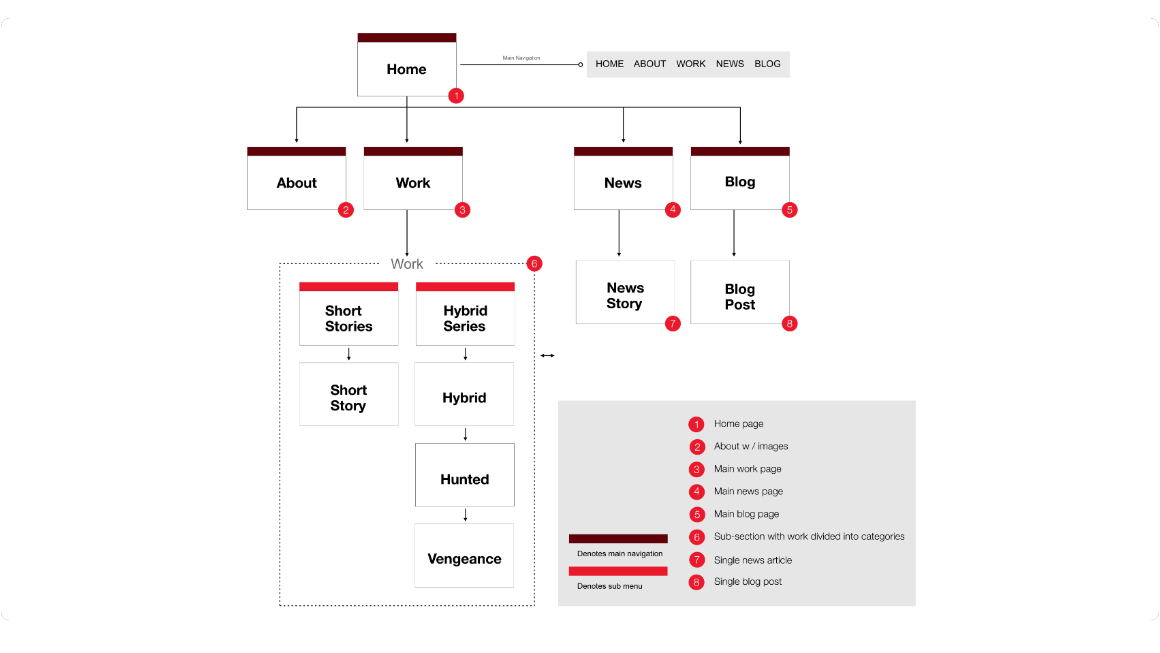 Home
Main Navigation
HOME ABOUT WORK NEWS BLOG
1
About
Work
News
Blog
2
3
4
5
Work
6
Short
Stories
Hybrid
Series
News
Story
Blog
Post
7
8
Short
Story
Hybrid
Hunted
Vengeance
1 Home page
2 About w / images
3 Main work page
4 Main news page
5 Main blog page
6 Sub-section with work divided into categories
7 Single news article
8 Single blog post
Denotes main navigation
Denotes sub menu